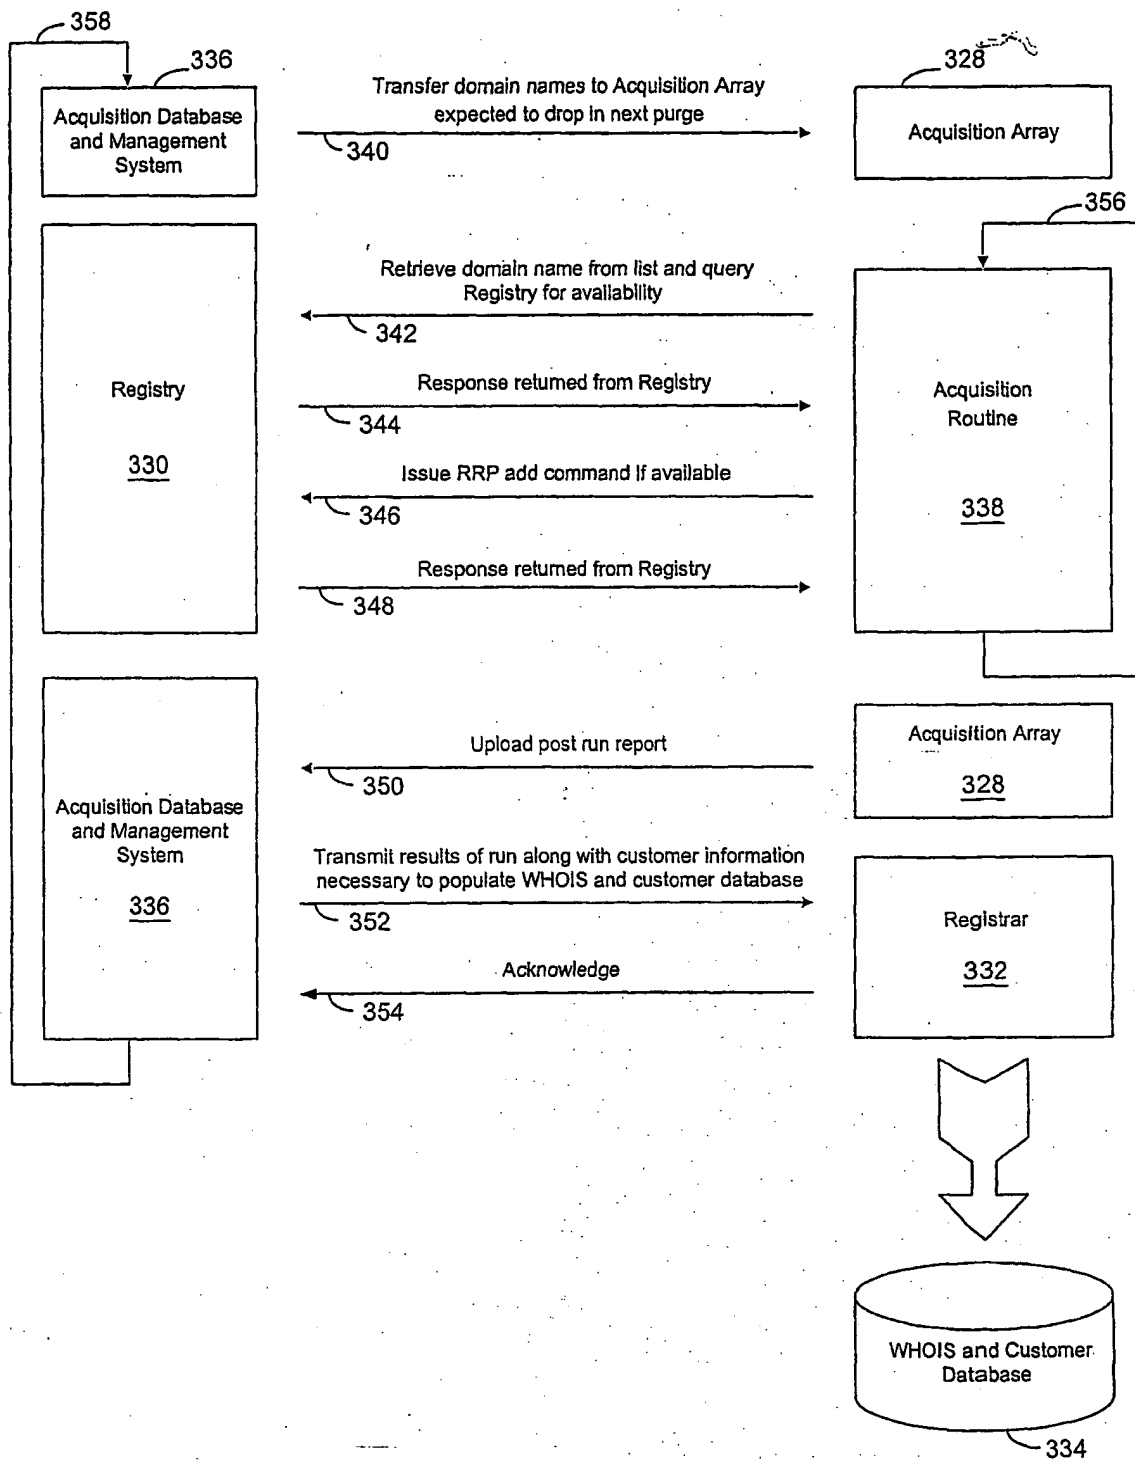 358
336
328
Acquisition Database
and Management
System
Transfer domain names to Acquisition Array
expected to drop in next purge
340
Acquisition Array
356
Retrieve domain name from list and query
Registry for availability
342
Registry
330
Response returned from Registry
344
Acquisition
Routine
338
Issue RRP add command if available
346
Response returned from Registry
348
Upload post run report
350
Acquisition Array
328
Acquisition Database
and Management
System
336
Transmit results of run along with customer information
necessary to populate WHOIS and customer database
352
Registrar
332
Acknowledge
354
WHOIS and Customer
Database
334